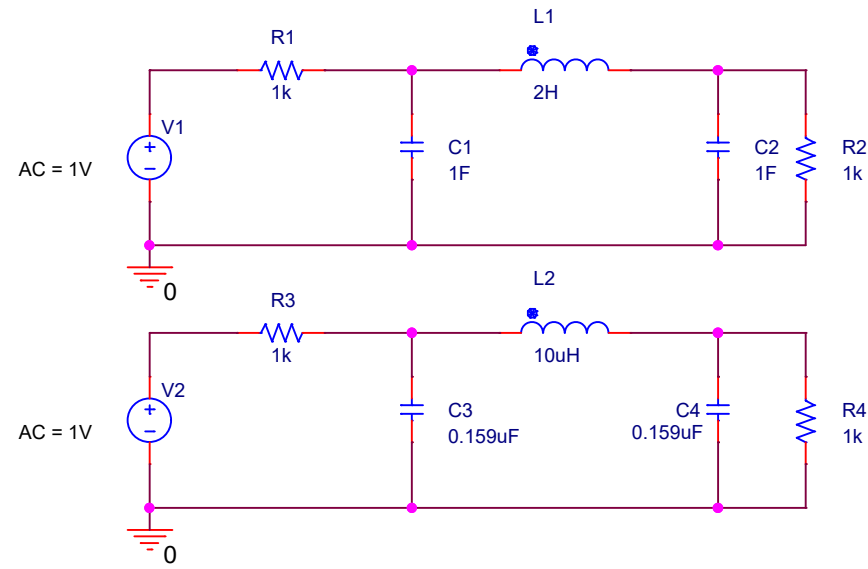 L1
R1
1k
2H
V1
AC = 1V
C1
1F
C2
1F
R2
1k
0
L2
R3
1k
10uH
V2
AC = 1V
C3
0.159uF
C4
0.159uF
R4
1k
0